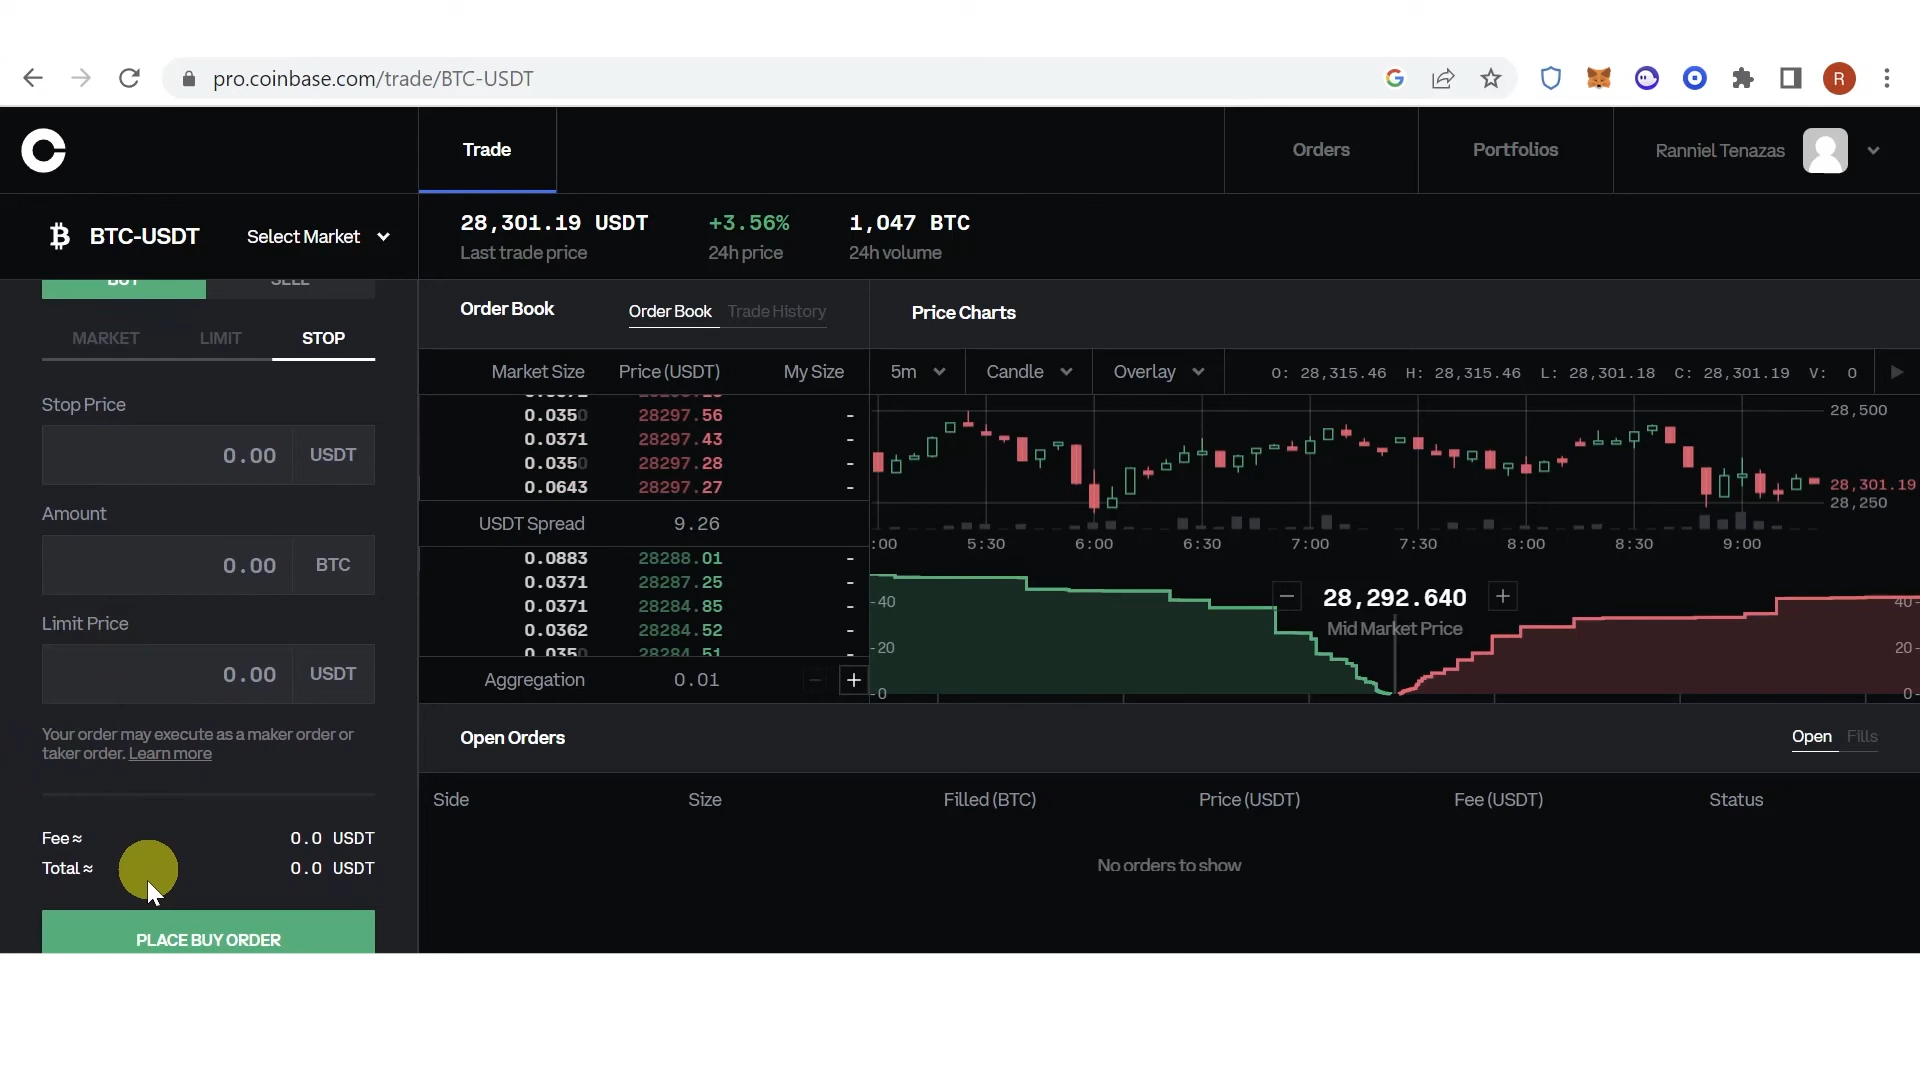 pro.coinbase.com/trade/BTC-USDT
R
Trade
Orders
Portfolios
Ranniel Tenazas
BTC-USDT
Select Market
28,301.19 USDT
+3.56%
1,047 BTC
Last trade price
24h price
24h volume
BUY
SELL
MARKET
LIMIT
STOP
Stop Price
0.00
USDT
Amount
0.00
BTC
Limit Price
0.00
USDT
Your order may execute as a maker order or
taker order. Learn more
Fee ≈
0.0 USDT
Total ≈
0.0 USDT
PLACE BUY ORDER
Order Book
Order Book
Trade History
Market Size
Price (USDT)
My Size
0.0350 28297.56 -
0.0371 28297.43 -
0.0350 28297.28 -
0.0643 28297.27 -
USDT Spread 9.26
0.0883 28288.01 -
0.0371 28287.25 -
0.0371 28284.85 -
0.0362 28284.52 -
0.0350 28284.51 -
Aggregation 0.01 - +
Price Charts
5m
Candle
Overlay
O: 28,315.46 H: 28,315.46 L: 28,301.18 C: 28,301.19 V: 0
28,500
28,301.19
28,250
:00 5:30 6:00 6:30 7:00 7:30 8:00 8:30 9:00
- 28,292.640 +
Mid Market Price
-40
-20
-0
40-
20-
0-
Open Orders
Open
Fills
Side
Size
Filled (BTC)
Price (USDT)
Fee (USDT)
Status
No orders to show